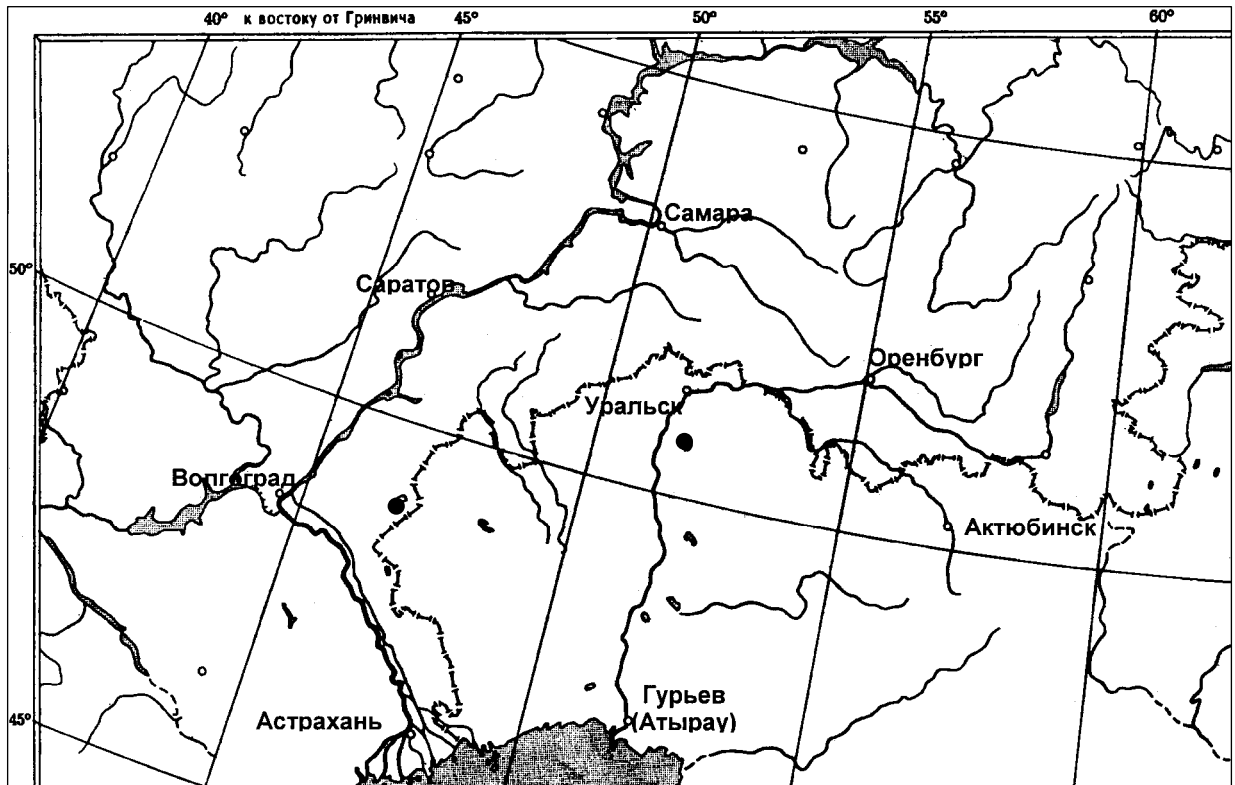 40° к востоку от Гринвича 45° 50° 55° 60°
Самара
50°
Саратов
Оренбург
Уральск
Волгоград
Актюбинск
Гурьев
(Атырау)
45°
Астрахань